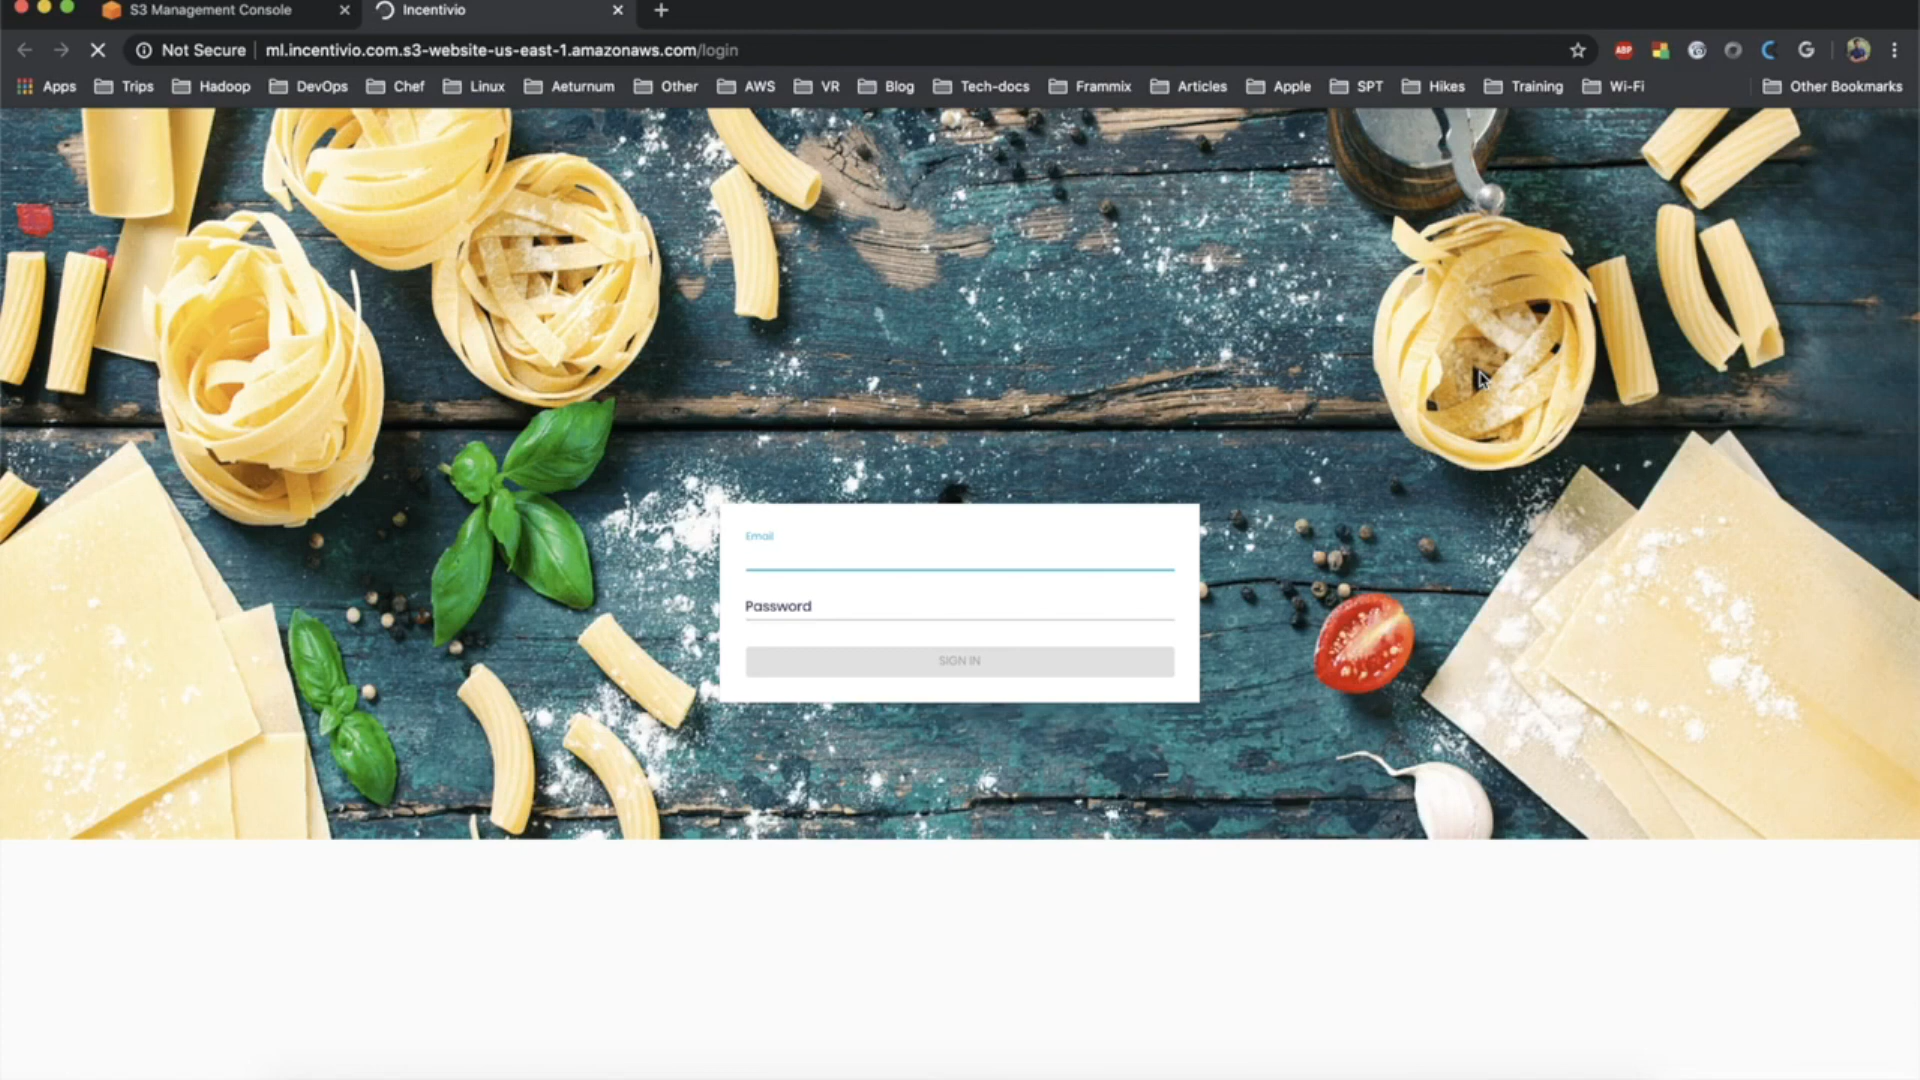 S3 Management Console
Incentivio
Not Secure ml.incentivio.com.s3-website-us-east-1.amazonaws.com/login
ABP
G
Apps Trips Hadoop DevOps Chef Linux Aeturnum Other AWS VR Blog Tech-docs Frammix Articles Apple SPT Hikes Training Wi-Fi Other Bookmarks
Email
Password
SIGN IN